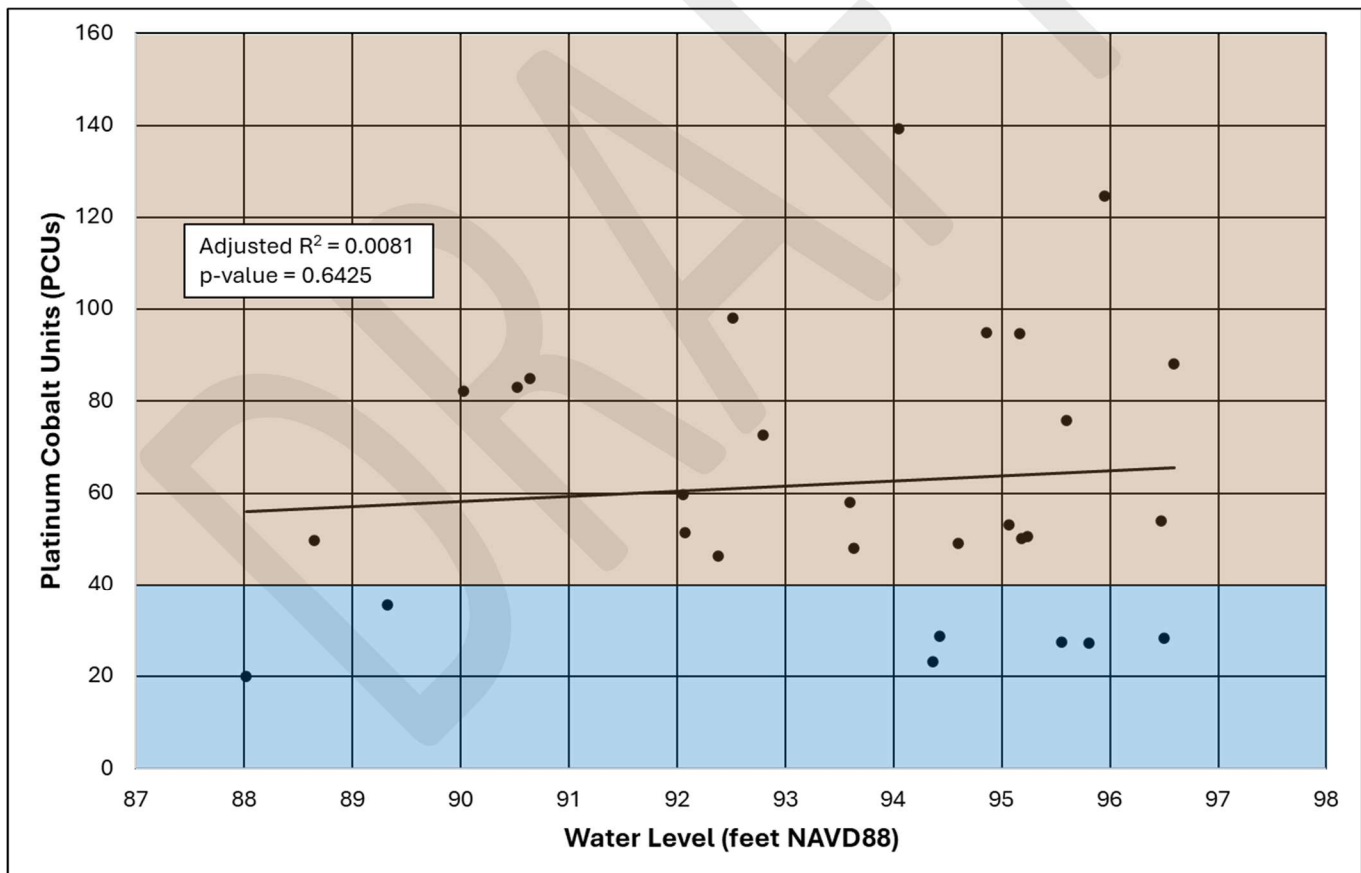 160
140
120
100
80
60
40
20
0
Platinum Cobalt Units (PCUs)
Adjusted R² = 0.0081
p-value = 0.6425
DRAFT
87 88 89 90 91 92 93 94 95 96 97 98
Water Level (feet NAVD88)